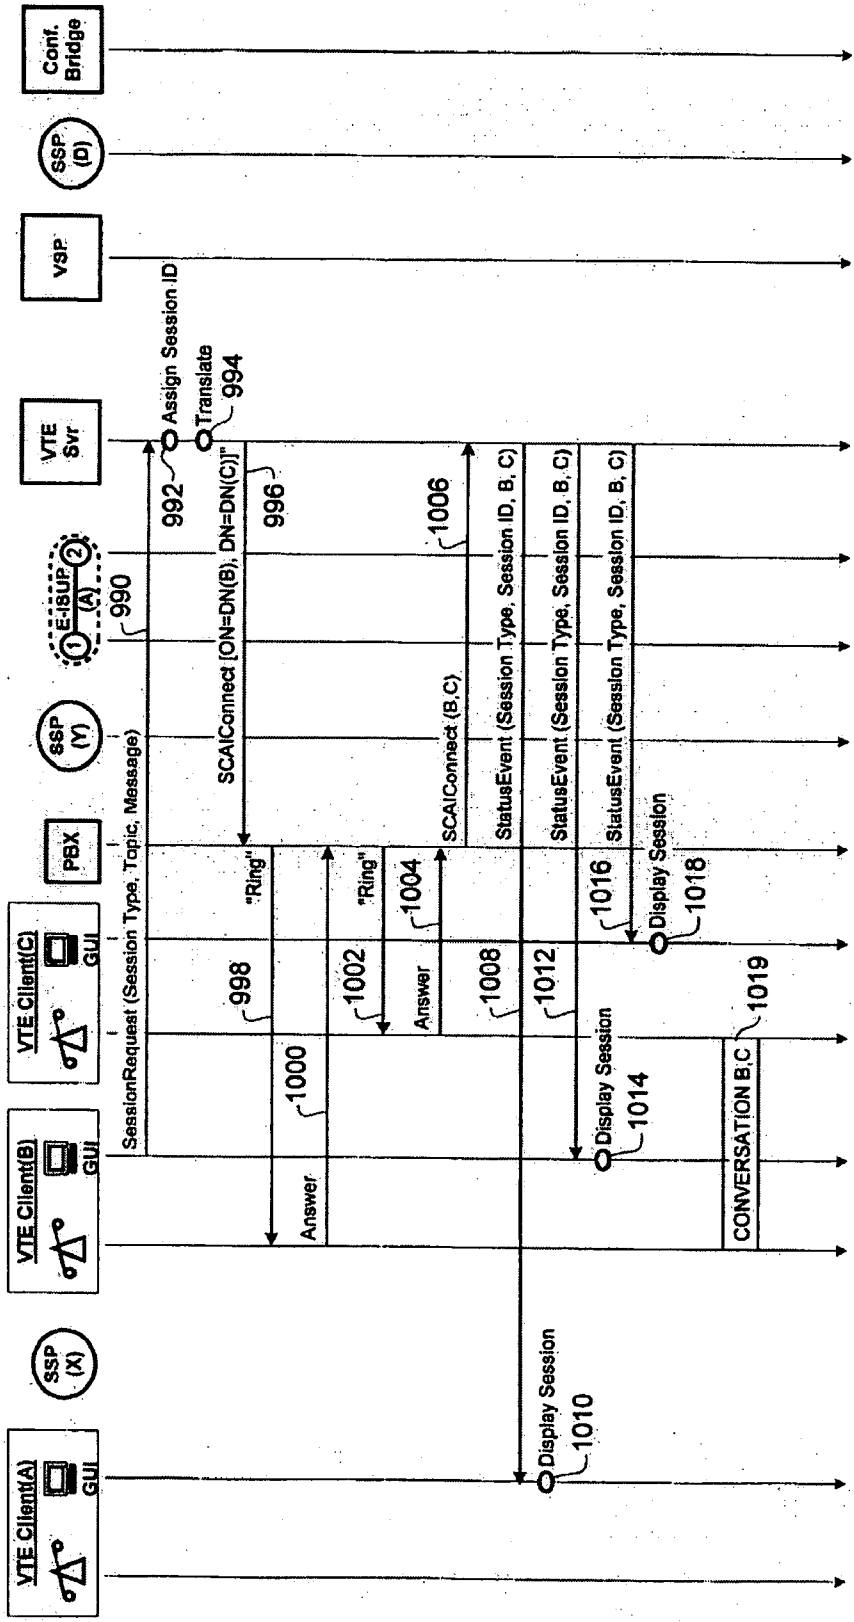 VTE Client(A)
GUI
SSP
(X)
VTE Client(B)
GUI
VTE Client(C)
GUI
PBX
SSP
(Y)
E-ISUP
1
2
(A)
VTE
Svr
VSP
SSP
(D)
Conf.
Bridge
SessionRequest (Session Type, Topic, Message)
990
992
Assign Session ID
Translate
994
SCAIConnect [ON=DN(B), DN=DN(C)]"
996
"Ring"
998
Answer
1000
"Ring"
1002
Answer
1004
SCAIConnect (B,C)
1006
StatusEvent (Session Type, Session ID, B, C)
1008
Display Session
1010
StatusEvent (Session Type, Session ID, B, C)
1012
Display Session
1014
StatusEvent (Session Type, Session ID, B, C)
1016
Display Session
1018
CONVERSATION B,C
1019